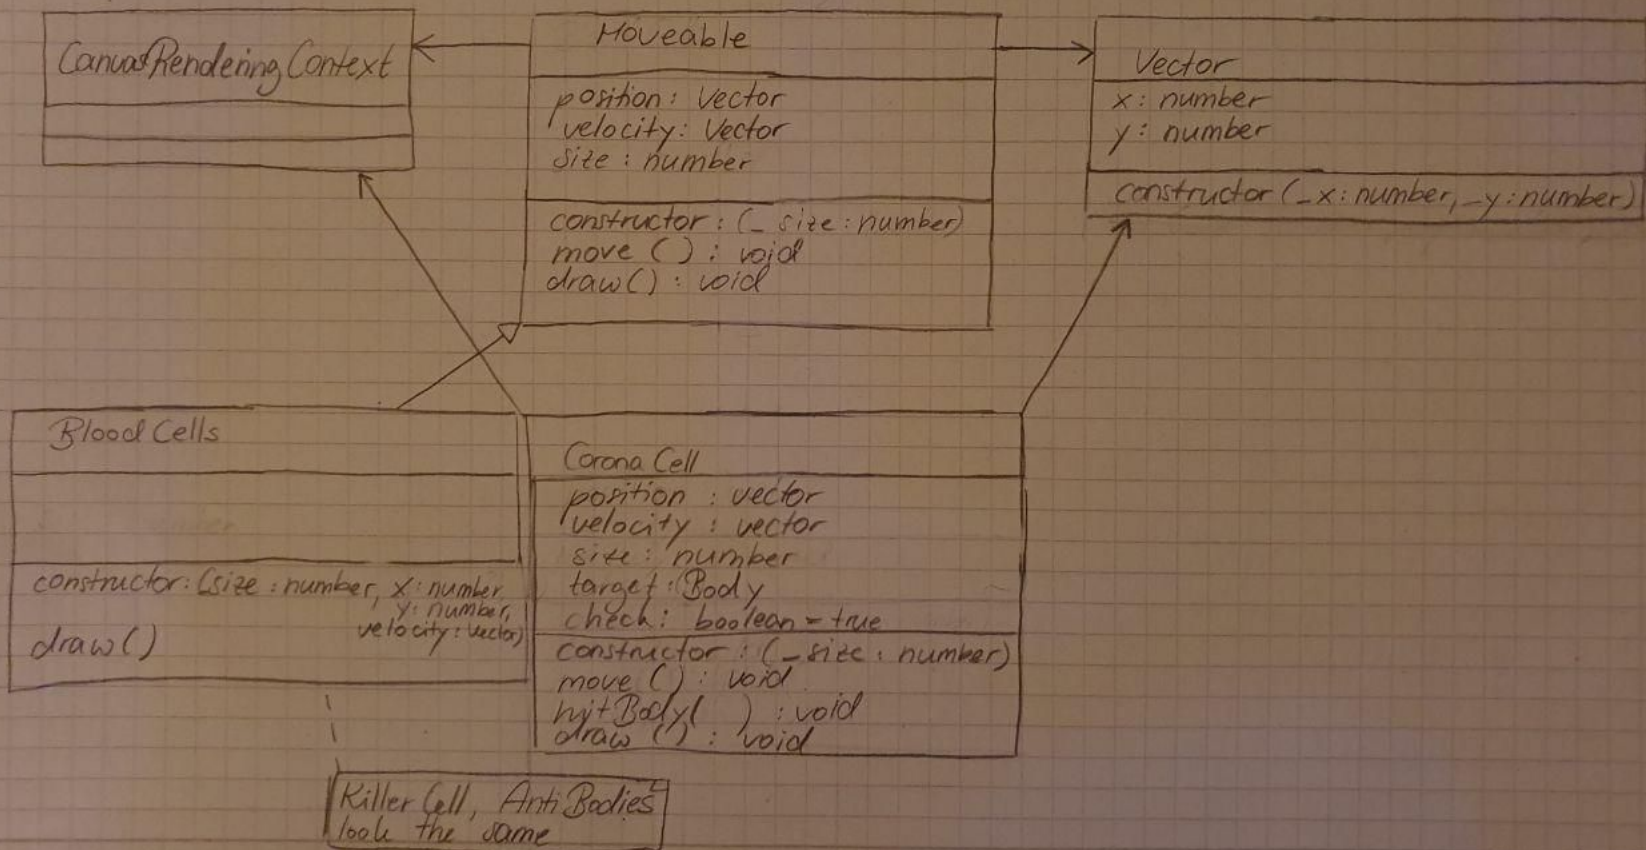 CanvasRenderingContext
Moveable
position: Vector
velocity: Vector
size: number
constructor: (_size: number)
move (): void
draw(): void
Vector
x: number
y: number
constructor (_x: number, _y: number)
Blood Cells
constructor: (size: number, x: number,
y: number,
velocity: Vector)
draw()
Corona Cell
position : vector
velocity : vector
size: number
target: Body
check: boolean = true
constructor : (_size: number)
move () : void
hitBody( ) : void
draw () : void
Killer Cell, AntiBodies
look the same